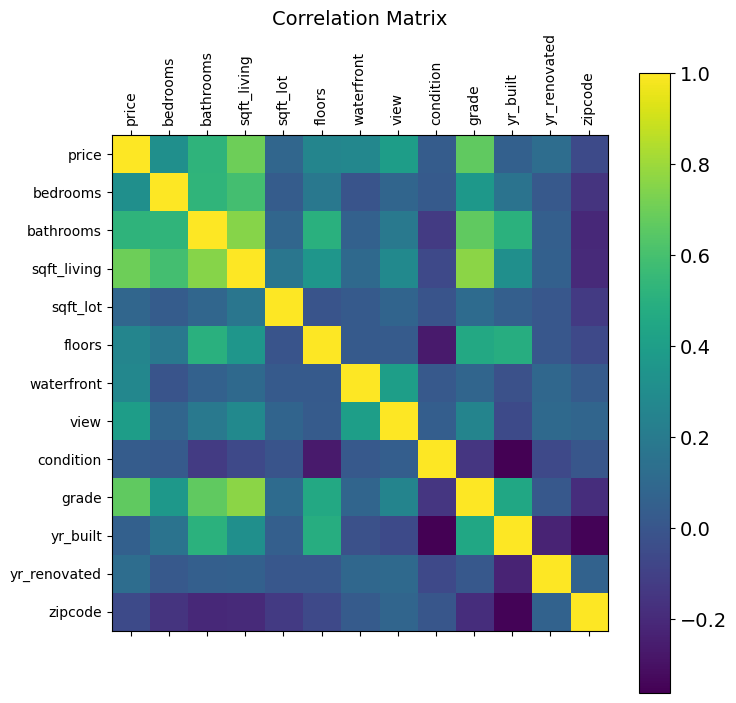 Correlation Matrix
price
bedrooms
bathrooms
sqft_living
sqft_lot
floors
waterfront
view
condition
grade
yr_built
yr_renovated
zipcode
price
bedrooms
bathrooms
sqft_living
sqft_lot
floors
waterfront
view
condition
grade
yr_built
yr_renovated
zipcode
1.0
0.8
0.6
0.4
0.2
0.0
−0.2